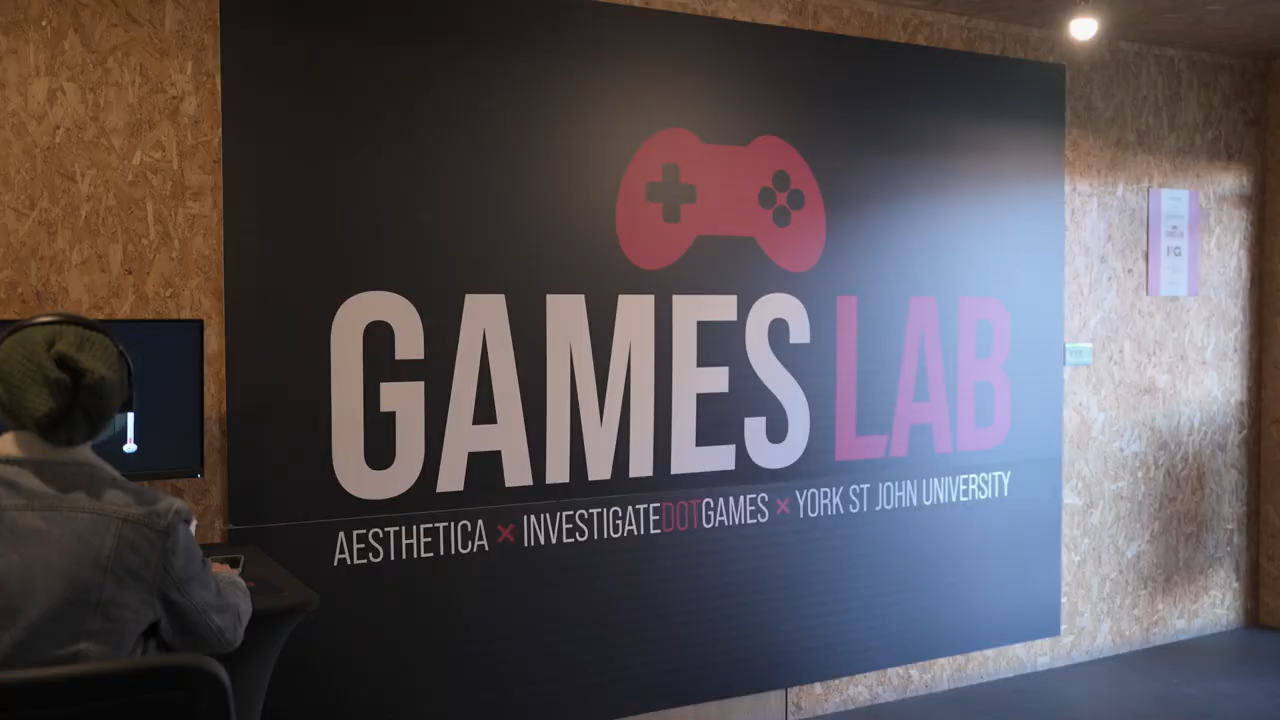 GAMES LAB
AESTHETICA × INVESTIGATEDOTGAMES × YORK ST JOHN UNIVERSITY